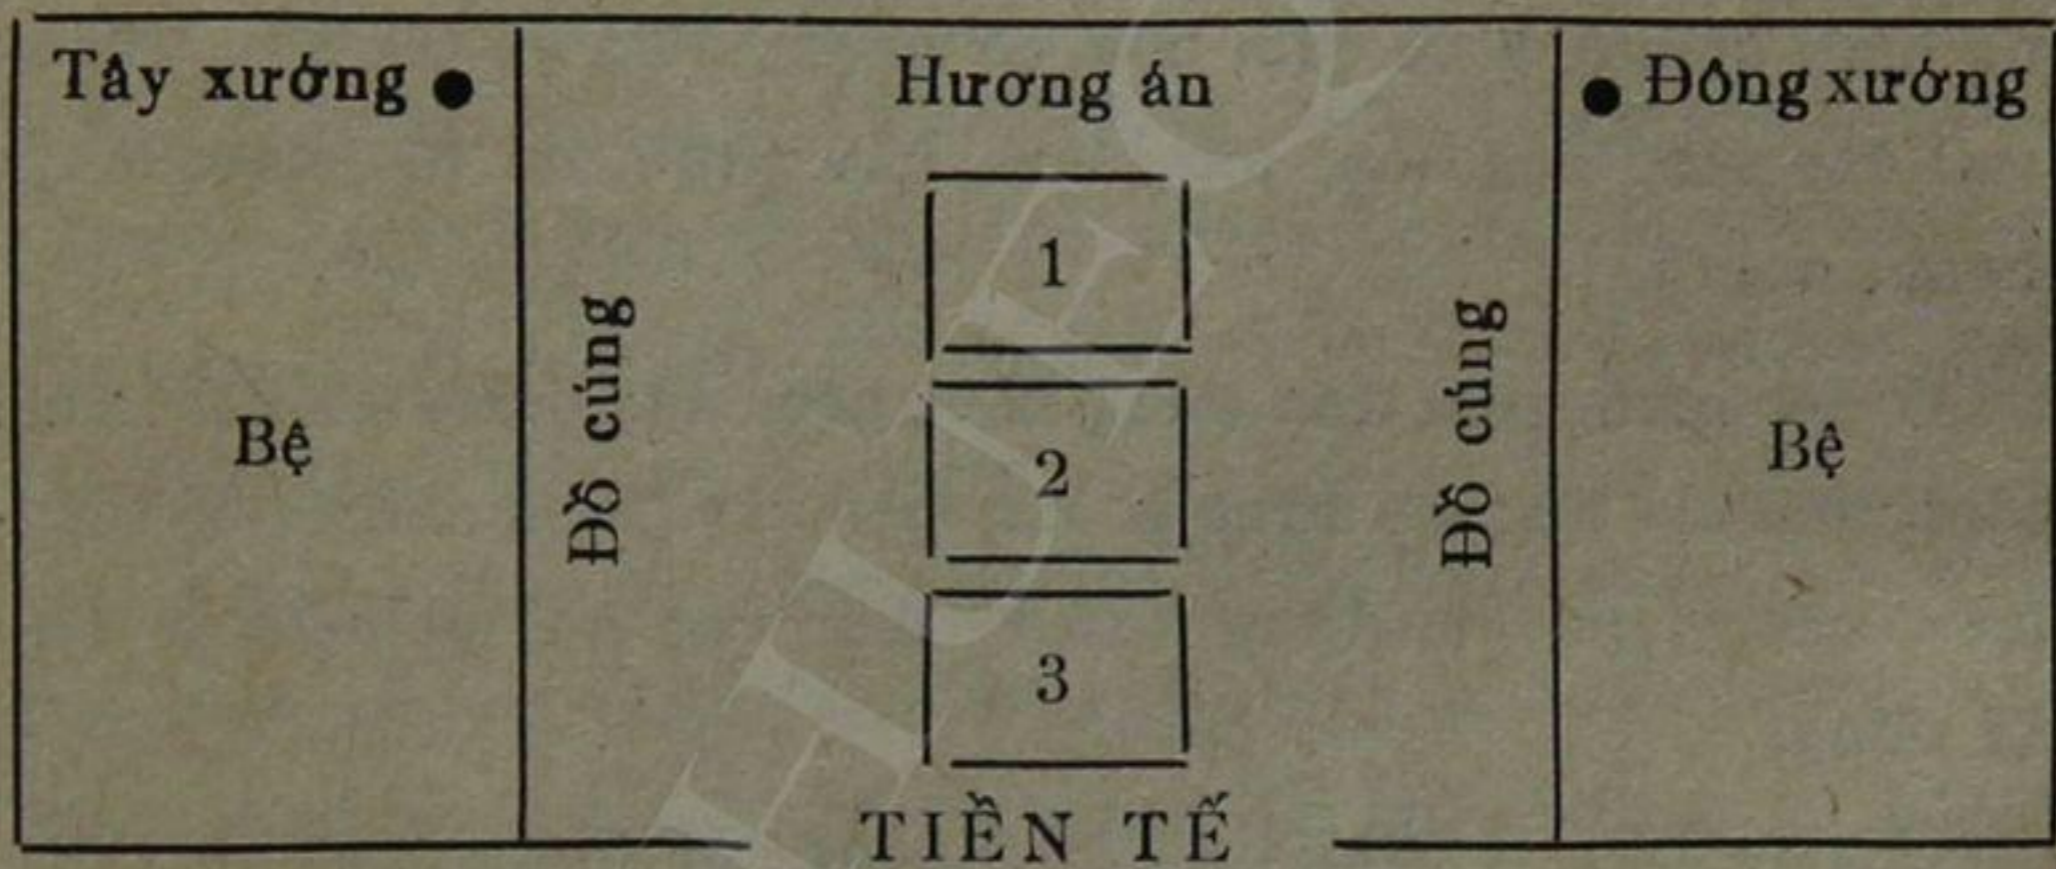 Tây xướng ● Hương án ● Đông xướng
1
Đồ cúng Đồ cúng
Bệ 2 Bệ
3
TIỀN TẾ